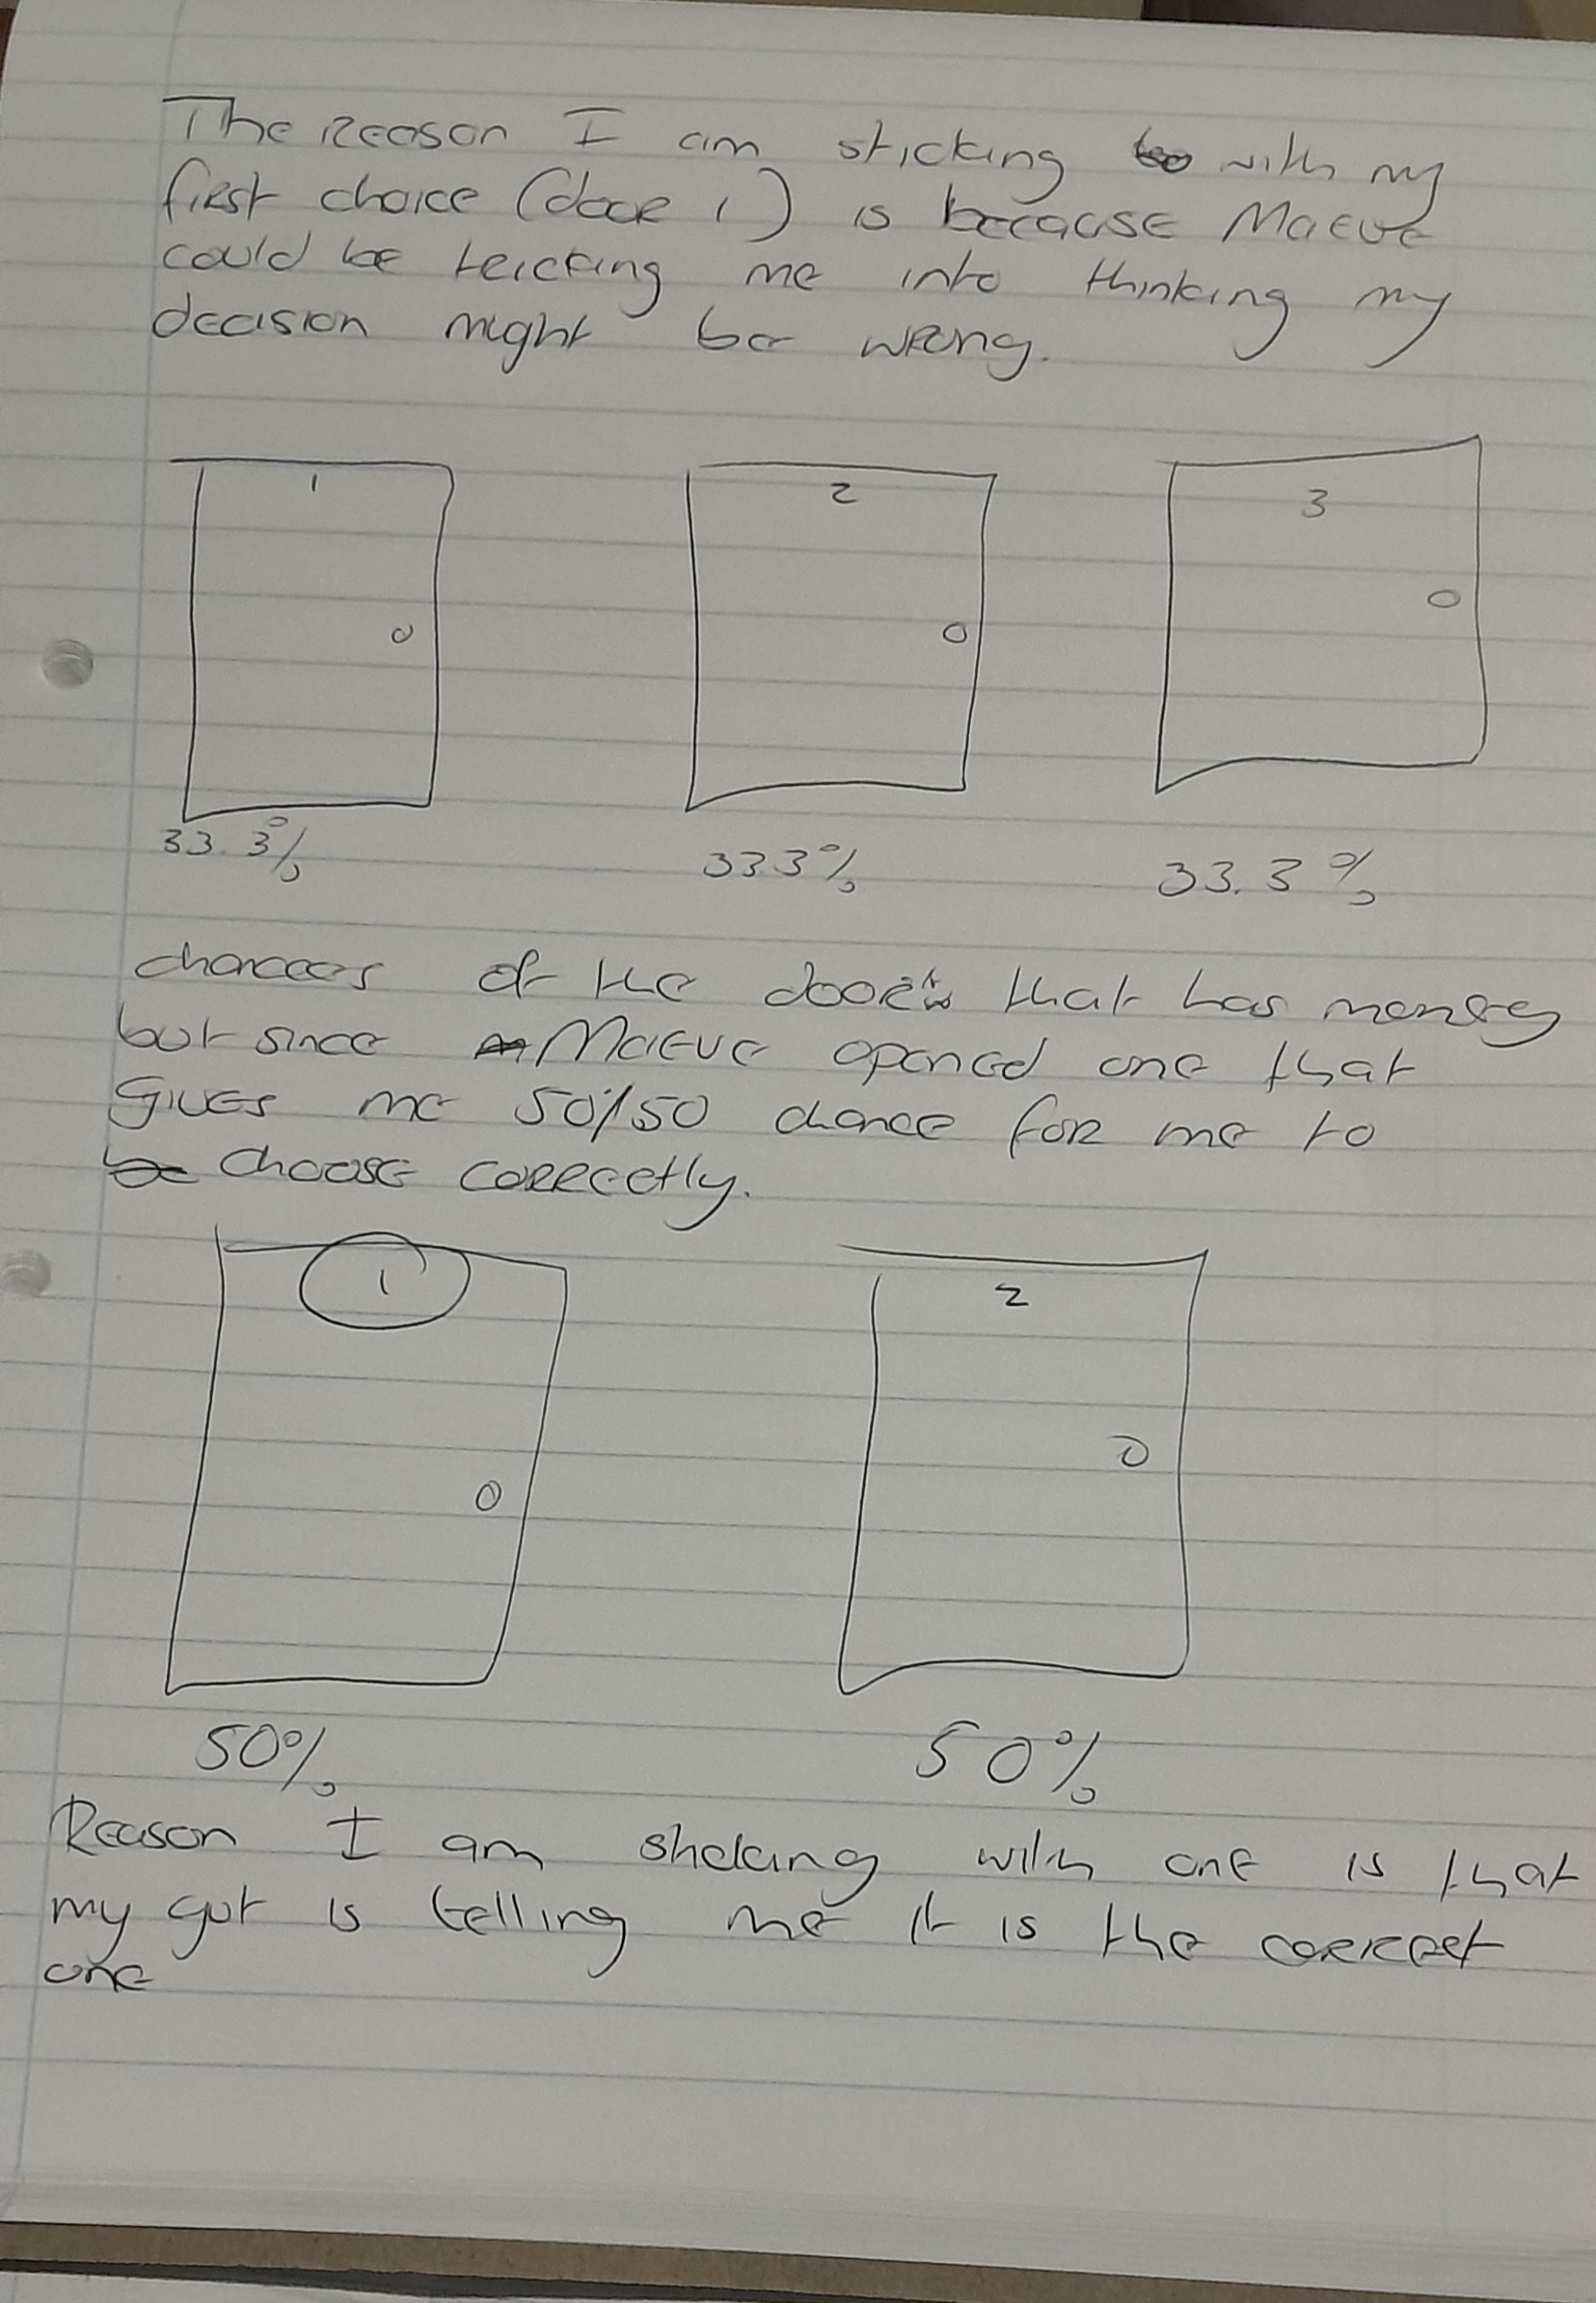 The Reason I am sticking with my
first choice (door 1) is because Maeve
could be tricking me into thinking my
decision might be wrong.
1 2 3
33.3% 33.3% 33.3%
chances of the door that has money
but since Maeve opened one that
gives me 50/50 chance for me to
choose correctly.
1 2
50% 50%
Reason I am sticking with one is that
my gut is telling me it is the correct
one